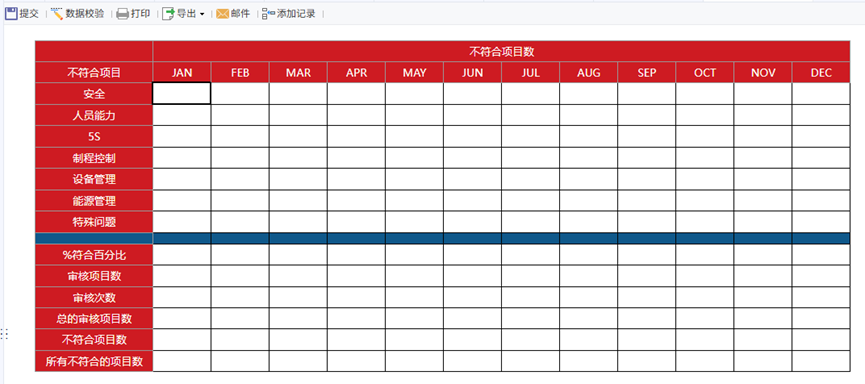 提交 数据校验 打印 导出 邮件 添加记录
不符合项目数
不符合项目 JAN FEB MAR APR MAY JUN JUL AUG SEP OCT NOV DEC
安全
人员能力
5S
制程控制
设备管理
能源管理
特殊问题
%符合百分比
审核项目数
审核次数
总的审核项目数
不符合项目数
所有不符合的项目数